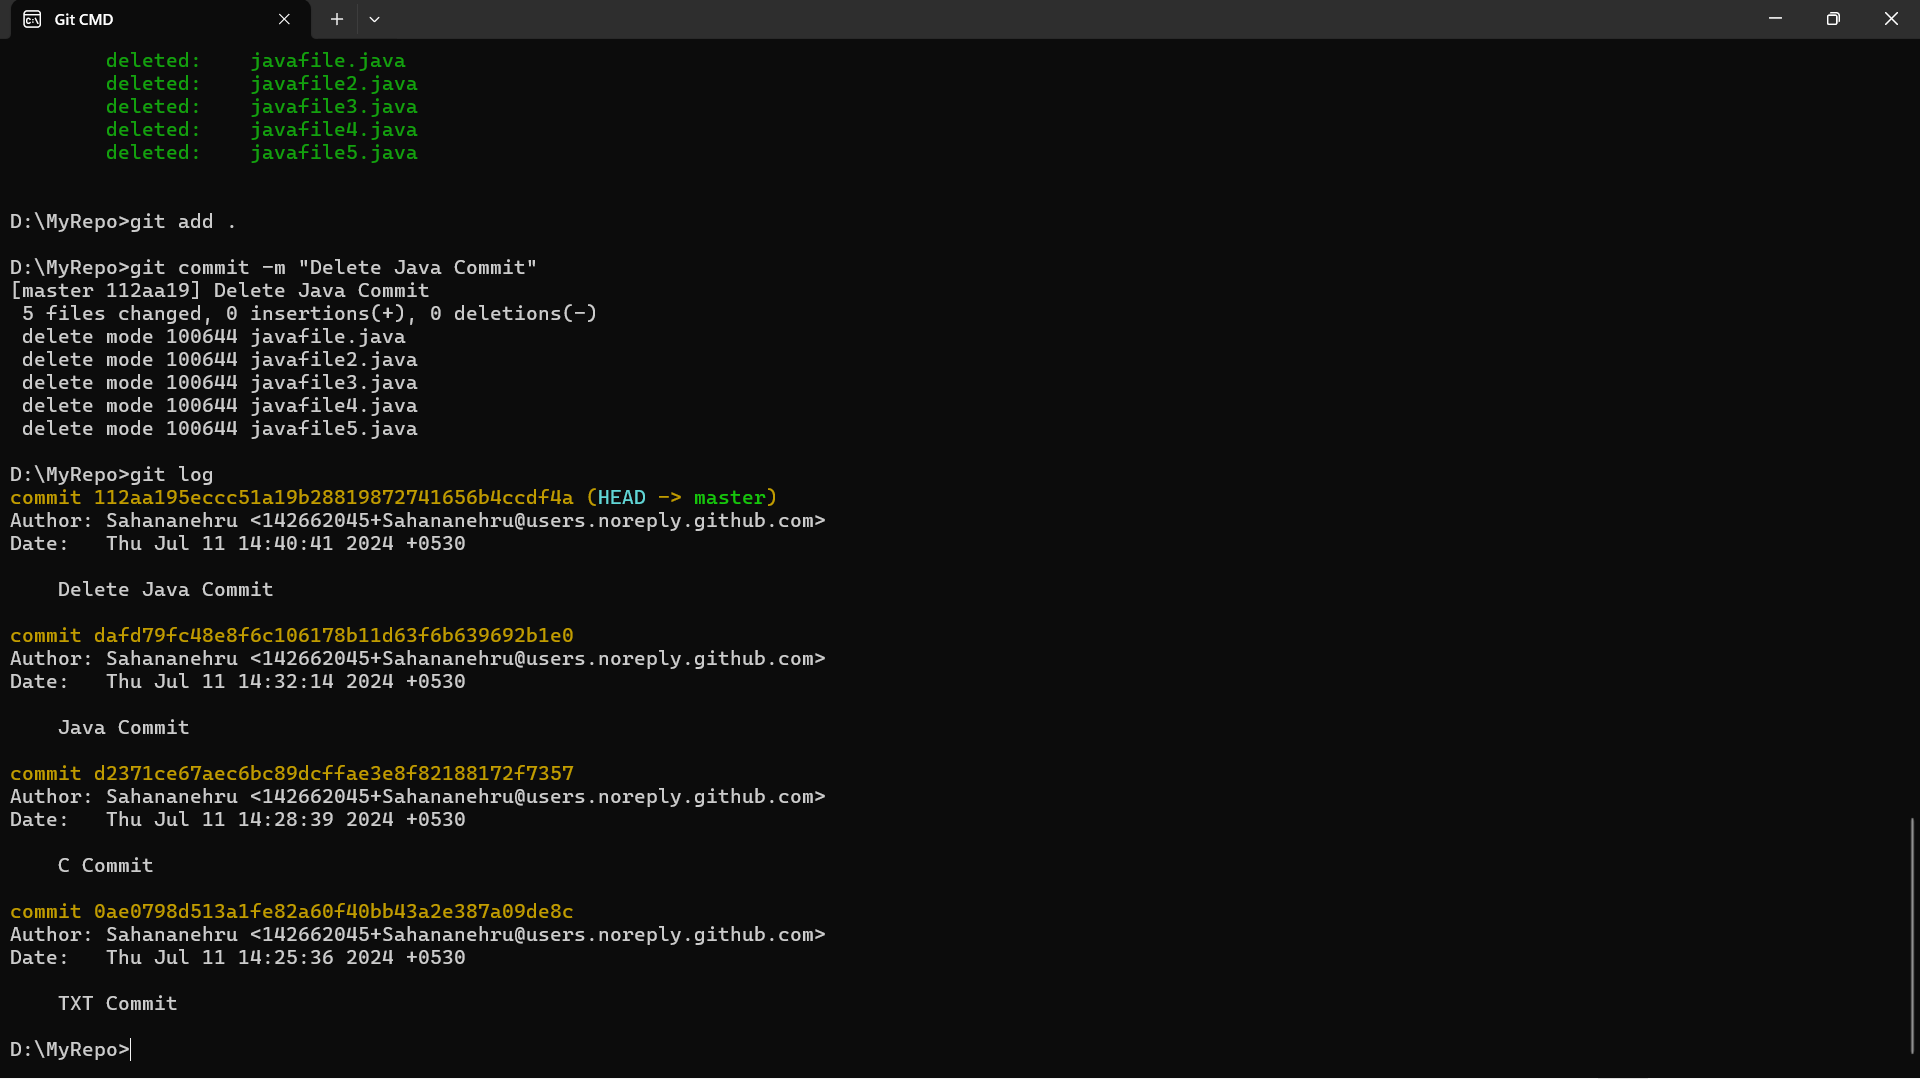 Git CMD
deleted:    javafile.java
deleted:    javafile2.java
deleted:    javafile3.java
deleted:    javafile4.java
deleted:    javafile5.java
D:\MyRepo>git add .
D:\MyRepo>git commit -m "Delete Java Commit"
[master 112aa19] Delete Java Commit
 5 files changed, 0 insertions(+), 0 deletions(-)
 delete mode 100644 javafile.java
 delete mode 100644 javafile2.java
 delete mode 100644 javafile3.java
 delete mode 100644 javafile4.java
 delete mode 100644 javafile5.java
D:\MyRepo>git log
commit 112aa195eccc51a19b28819872741656b4ccdf4a (HEAD -> master)
Author: Sahananehru <142662045+Sahananehru@users.noreply.github.com>
Date:   Thu Jul 11 14:40:41 2024 +0530
    Delete Java Commit
commit dafd79fc48e8f6c106178b11d63f6b639692b1e0
Author: Sahananehru <142662045+Sahananehru@users.noreply.github.com>
Date:   Thu Jul 11 14:32:14 2024 +0530
    Java Commit
commit d2371ce67aec6bc89dcffae3e8f82188172f7357
Author: Sahananehru <142662045+Sahananehru@users.noreply.github.com>
Date:   Thu Jul 11 14:28:39 2024 +0530
    C Commit
commit 0ae0798d513a1fe82a60f40bb43a2e387a09de8c
Author: Sahananehru <142662045+Sahananehru@users.noreply.github.com>
Date:   Thu Jul 11 14:25:36 2024 +0530
    TXT Commit
D:\MyRepo>